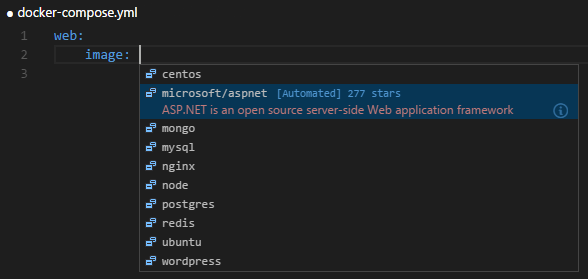 docker-compose.yml
1 web:
2 image:
3
centos
microsoft/aspnet [Automated] 277 stars
ASP.NET is an open source server-side Web application framework
mongo
mysql
nginx
node
postgres
redis
ubuntu
wordpress